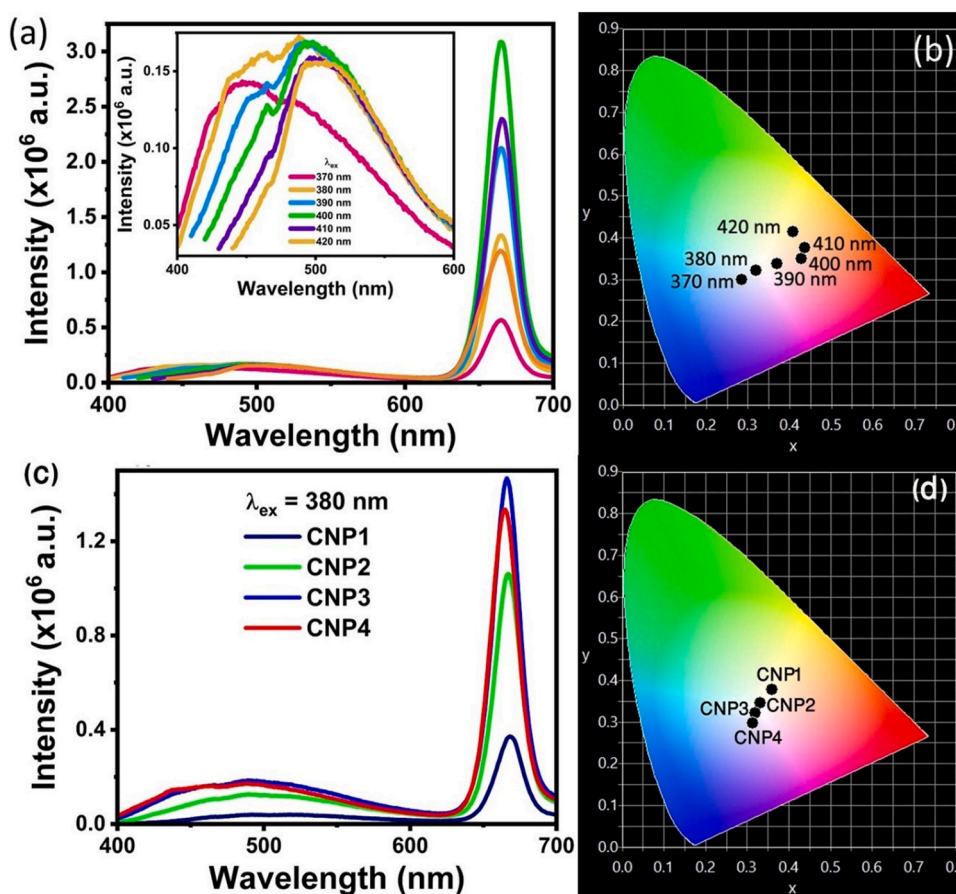 (a)
Intensity (x10⁶ a.u.)
3.0
2.5
2.0
1.5
1.0
0.5
0.0
400 500 600 700
Wavelength (nm)
Intensity (x10⁶ a.u.)
0.15
0.10
0.05
λex
370 nm
380 nm
390 nm
400 nm
410 nm
420 nm
400 450 500 550 600
Wavelength (nm)
(b)
0.9
0.8
0.7
0.6
0.5
y
0.4
0.3
0.2
0.1
0.0
420 nm
410 nm
380 nm
400 nm
370 nm
390 nm
0.0 0.1 0.2 0.3 0.4 0.5 0.6 0.7
x
(c)
Intensity (x10⁶ a.u.)
1.2
0.8
0.4
0.0
λex = 380 nm
CNP1
CNP2
CNP3
CNP4
400 500 600 700
Wavelength (nm)
(d)
0.9
0.8
0.7
0.6
0.5
y
0.4
0.3
0.2
0.1
0.0
CNP1
CNP3
CNP2
CNP4
0.0 0.1 0.2 0.3 0.4 0.5 0.6 0.7
x